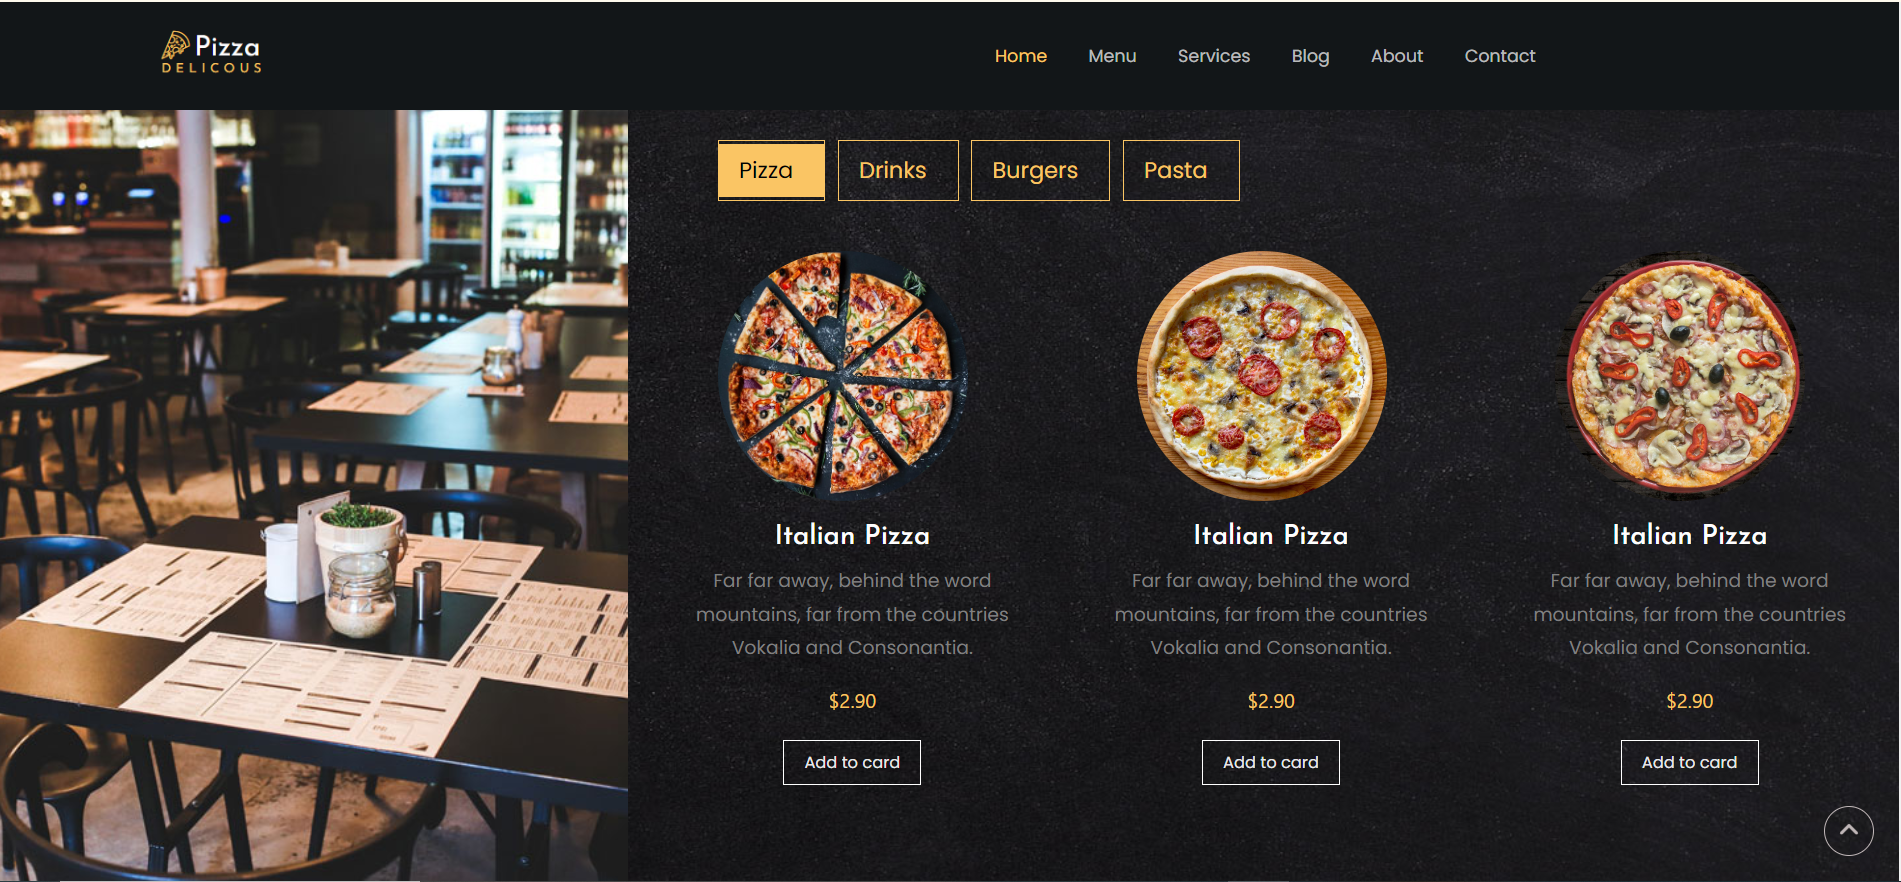 Pizza
DELICOUS
Home Menu Services Blog About Contact
Pizza Drinks Burgers Pasta
Italian Pizza
Far far away, behind the word
mountains, far from the countries
Vokalia and Consonantia.
$2.90
Add to card
Italian Pizza
Far far away, behind the word
mountains, far from the countries
Vokalia and Consonantia.
$2.90
Add to card
Italian Pizza
Far far away, behind the word
mountains, far from the countries
Vokalia and Consonantia.
$2.90
Add to card